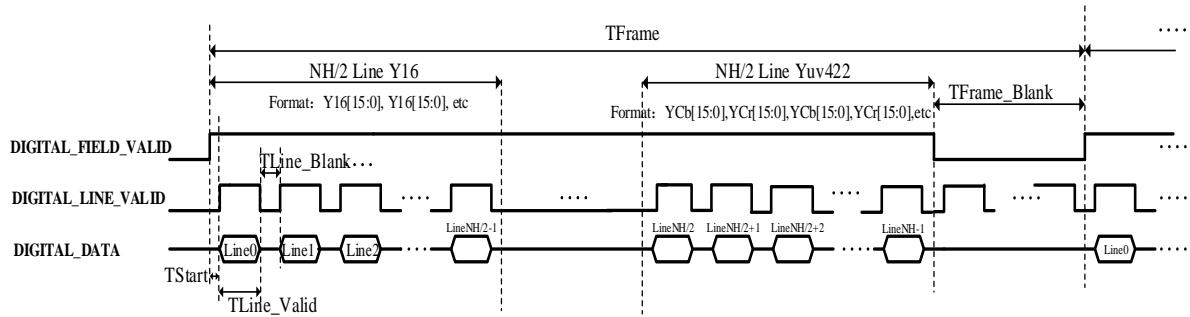 TFrame
....
NH/2 Line Y16
NH/2 Line Yuv422
TFrame_Blank
Format：Y16[15:0], Y16[15:0], etc
Format：YCb[15:0],YCr[15:0],YCb[15:0],YCr[15:0],etc
DIGITAL_FIELD_VALID
TLine_Blank...
....
DIGITAL_LINE_VALID
.... .... .... .... ....
LineNH/2-1 LineNH/2 LineNH/2+1 LineNH/2+2 LineNH-1
DIGITAL_DATA
Line0 Line1 Line2 .... .... Line0 ....
TStart
TLine_Valid